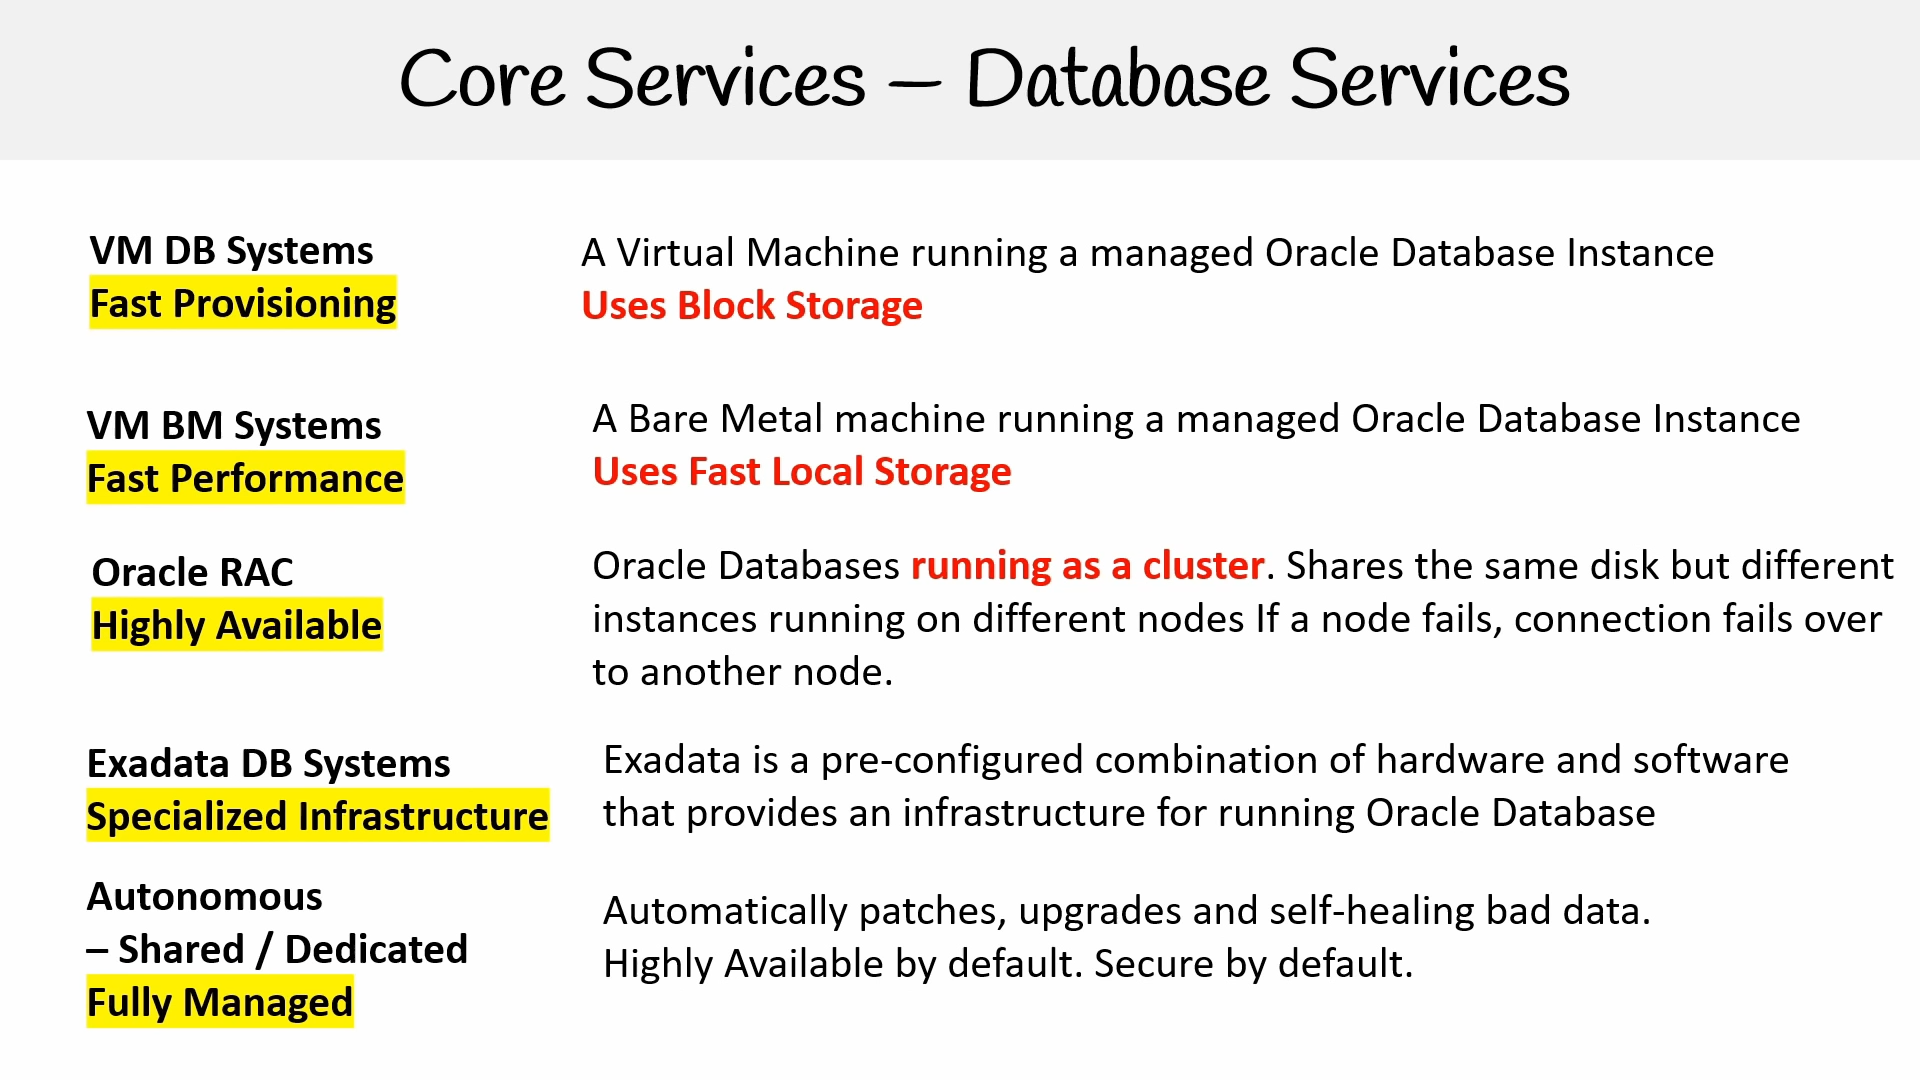 Core Services – Database Services
VM DB Systems
Fast Provisioning
A Virtual Machine running a managed Oracle Database Instance
Uses Block Storage
VM BM Systems
Fast Performance
A Bare Metal machine running a managed Oracle Database Instance
Uses Fast Local Storage
Oracle RAC
Highly Available
Oracle Databases running as a cluster. Shares the same disk but different
instances running on different nodes If a node fails, connection fails over
to another node.
Exadata DB Systems
Specialized Infrastructure
Exadata is a pre-configured combination of hardware and software
that provides an infrastructure for running Oracle Database
Autonomous
– Shared / Dedicated
Fully Managed
Automatically patches, upgrades and self-healing bad data.
Highly Available by default. Secure by default.